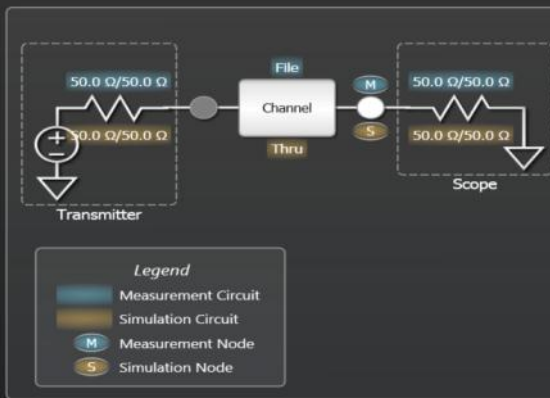 File
50.0 Ω/50.0 Ω
M
50.0 Ω/50.0 Ω
Channel
50.0 Ω/50.0 Ω
Thru
S
50.0 Ω/50.0 Ω
Transmitter
Scope
Legend
Measurement Circuit
Simulation Circuit
M Measurement Node
S Simulation Node